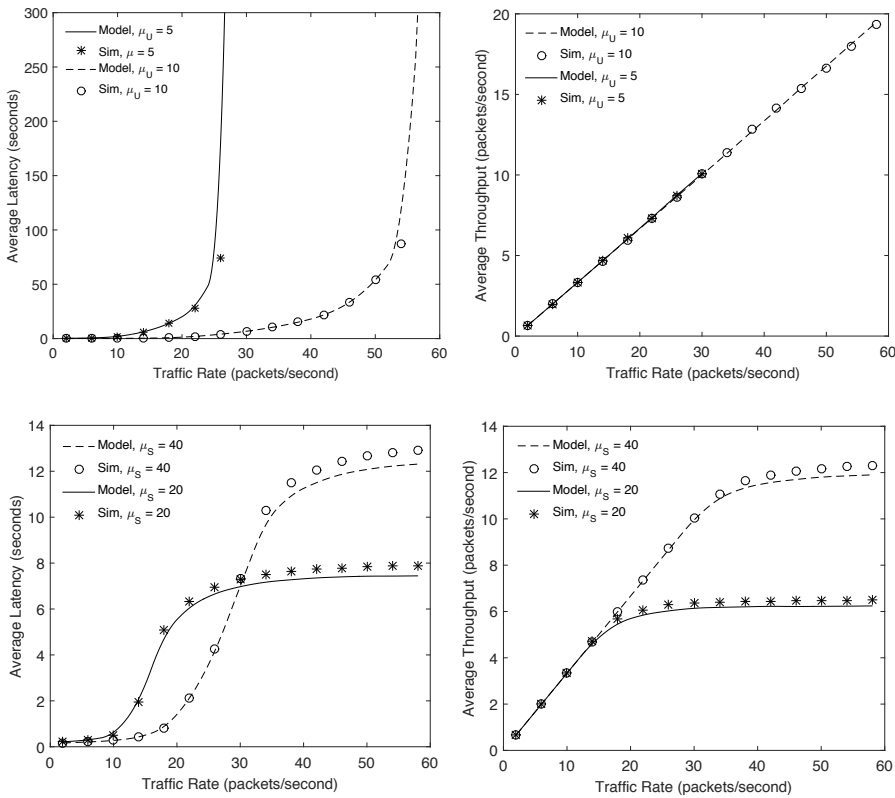 300
250
200
150
100
50
0
Average Latency (seconds)
Model, μU = 5
Sim, μ = 5
Model, μU = 10
Sim, μU = 10
0 10 20 30 40 50 60
Traffic Rate (packets/second)
20
15
10
5
0
Average Throughput (packets/second)
Model, μU = 10
Sim, μU = 10
Model, μU = 5
Sim, μU = 5
0 10 20 30 40 50 60
Traffic Rate (packets/second)
14
12
10
8
6
4
2
0
Average Latency (seconds)
Model, μS = 40
Sim, μS = 40
Model, μS = 20
Sim, μS = 20
0 10 20 30 40 50 60
Traffic Rate (packets/second)
14
12
10
8
6
4
2
0
Average Throughput (packets/second)
Model, μS = 40
Sim, μS = 40
Model, μS = 20
Sim, μS = 20
0 10 20 30 40 50 60
Traffic Rate (packets/second)